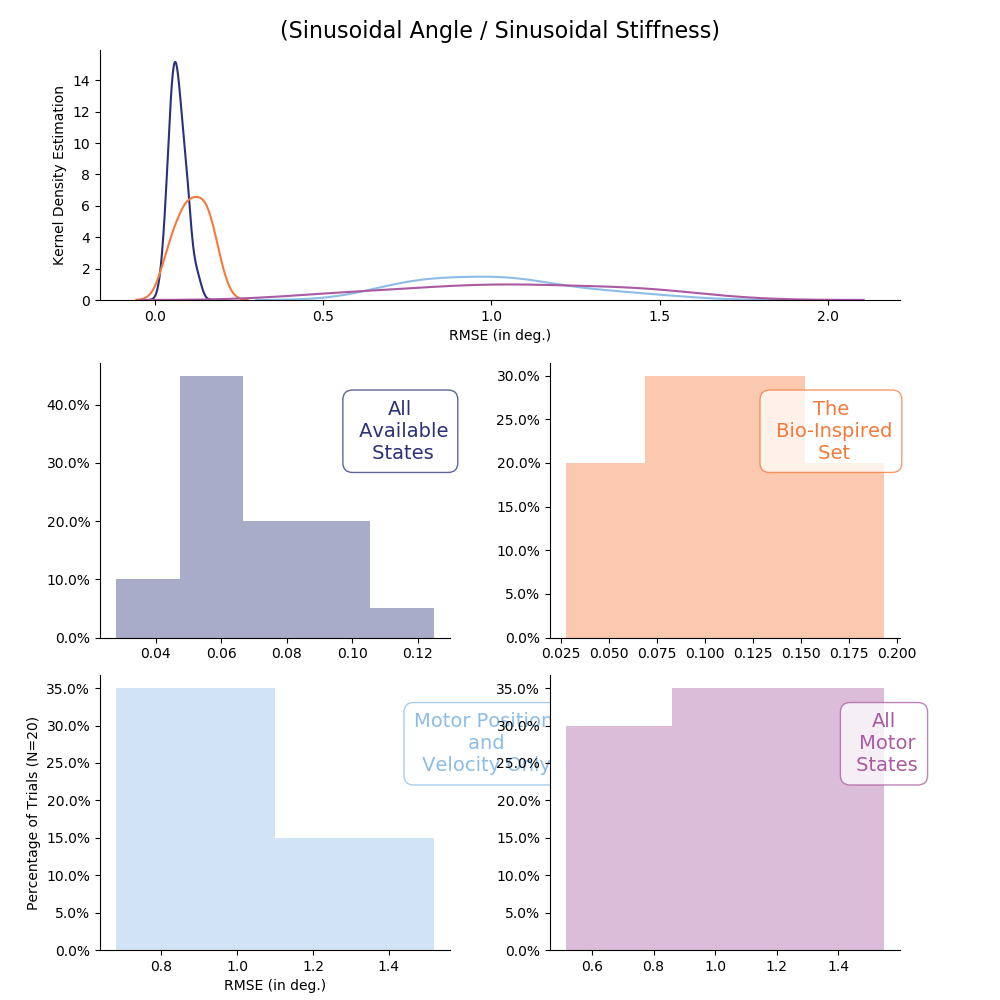 (Sinusoidal Angle / Sinusoidal Stiffness)
Kernel Density Estimation
14
12
10
8
6
4
2
0
0.0 0.5 1.0 1.5 2.0
RMSE (in deg.)
40.0%
30.0%
20.0%
10.0%
0.0%
All
Available
States
0.04 0.06 0.08 0.10 0.12
30.0%
25.0%
20.0%
15.0%
10.0%
5.0%
0.0%
The
Bio-Inspired
Set
0.025 0.050 0.075 0.100 0.125 0.150 0.175 0.200
Percentage of Trials (N=20)
35.0%
30.0%
25.0%
20.0%
15.0%
10.0%
5.0%
0.0%
Motor Position
and
Velocity Only
0.8 1.0 1.2 1.4
RMSE (in deg.)
35.0%
30.0%
25.0%
20.0%
15.0%
10.0%
5.0%
0.0%
All
Motor
States
0.6 0.8 1.0 1.2 1.4